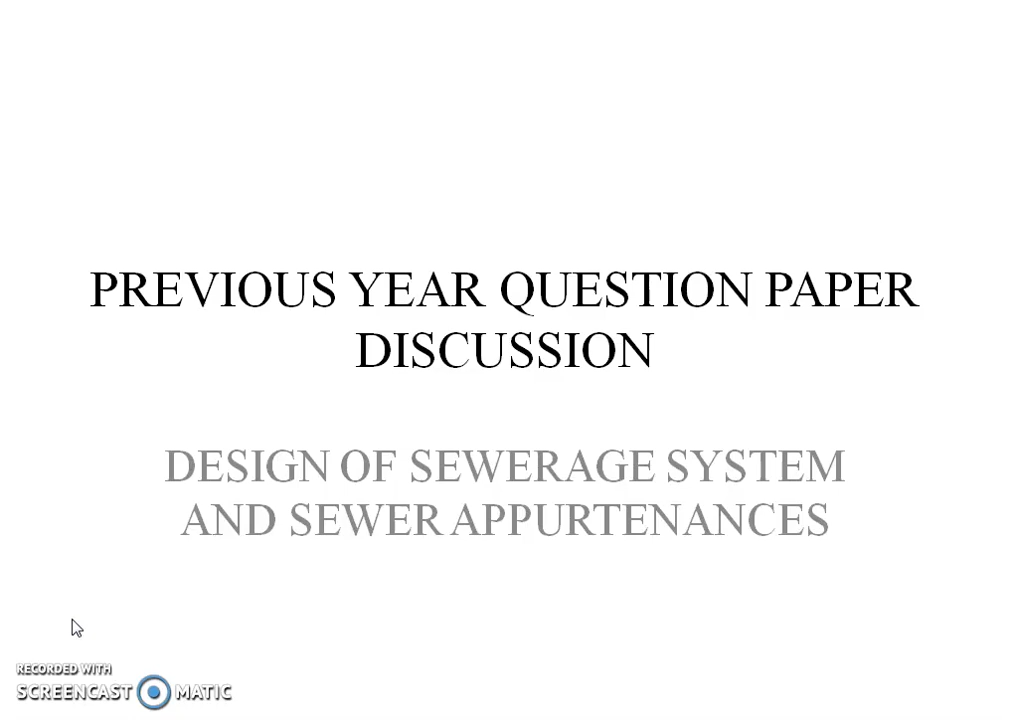 PREVIOUS YEAR QUESTION PAPER
DISCUSSION
DESIGN OF SEWERAGE SYSTEM
AND SEWER APPURTENANCES
RECORDED WITH
SCREENCAST MATIC